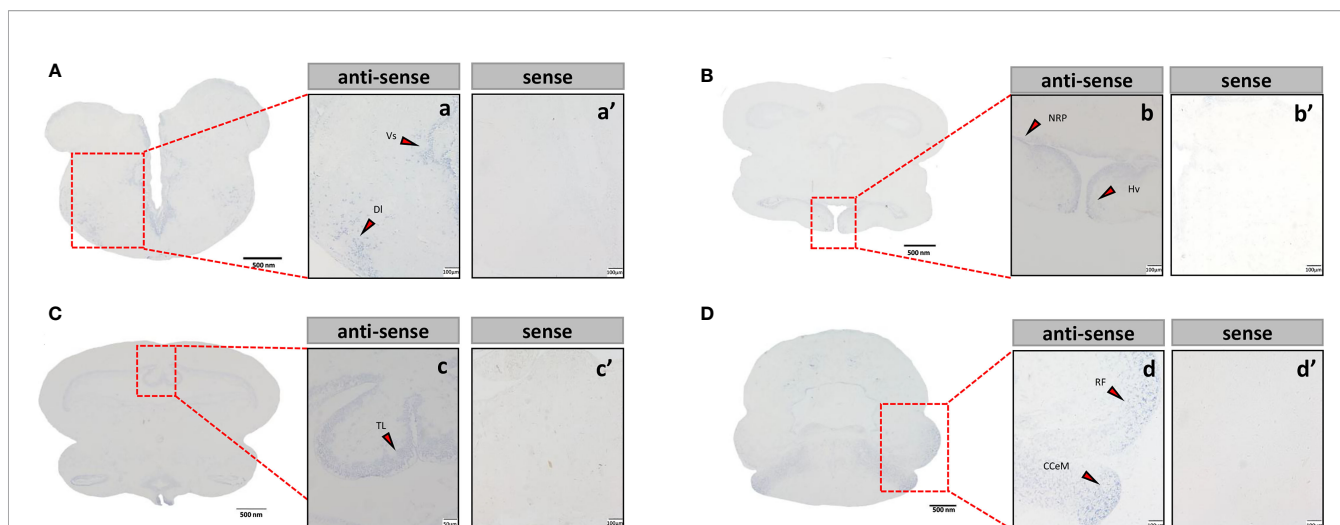 A
anti-sense
sense
a
a’
Vs
Dl
500 nm
100μm
100μm
B
anti-sense
sense
b
b’
NRP
Hv
500 nm
100μm
100μm
C
anti-sense
sense
c
c’
TL
500 nm
50μm
D
anti-sense
sense
d
d’
RF
CCeM
500 nm